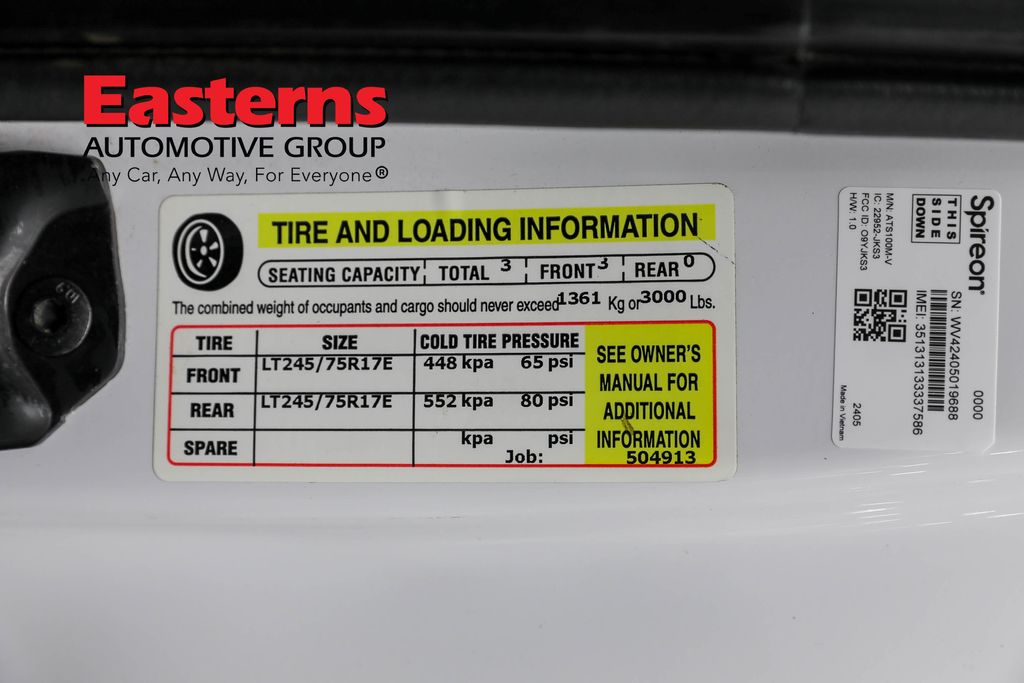 Easterns
AUTOMOTIVE GROUP
Any Car, Any Way, For Everyone®
TIRE AND LOADING INFORMATION
SEATING CAPACITY TOTAL 3 FRONT 3 REAR 0
The combined weight of occupants and cargo should never exceed 1361 Kg or 3000 Lbs.
TIRE SIZE COLD TIRE PRESSURE
FRONT LT245/75R17E 448 kpa 65 psi
REAR LT245/75R17E 552 kpa 80 psi
SPARE kpa psi
SEE OWNER'S
MANUAL FOR
ADDITIONAL
INFORMATION
Job: 504913
Spireon®
THIS
SIDE
DOWN
MN: ATS100M-V
IC: 22952-JKS3
FCC ID: O9YJKS3
HW: 1.0
0000
SN: WV42405019688
IMEI: 351313133337586
2405
Made in Vietnam